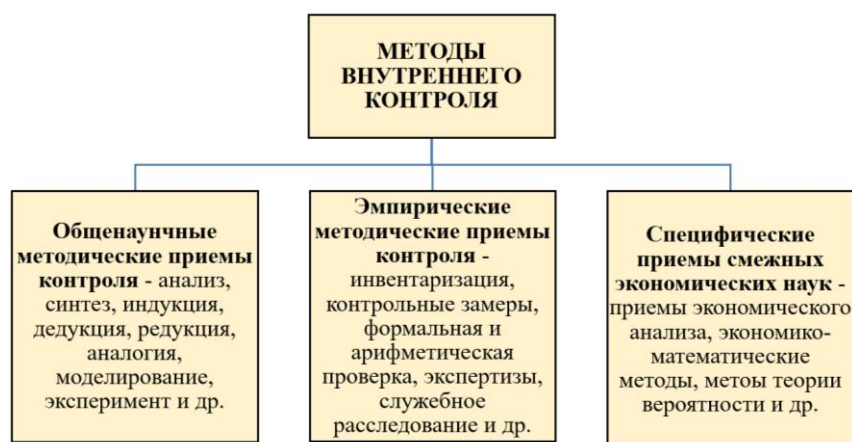 МЕТОДЫ
ВНУТРЕННЕГО
КОНТРОЛЯ
Общенаунчные
методические приемы
контроля - анализ,
синтез, индукция,
дедукция, редукция,
аналогия,
моделирование,
эксперимент и др.
Эмпирические
методические приемы
контроля -
инвентаризация,
контрольные замеры,
формальная и
арифметическая
проверка, экспертизы,
служебное
расследование и др.
Специфические
приемы смежных
экономических наук -
приемы экономического
анализа, экономико-
математические
методы, метоы теории
вероятности и др.